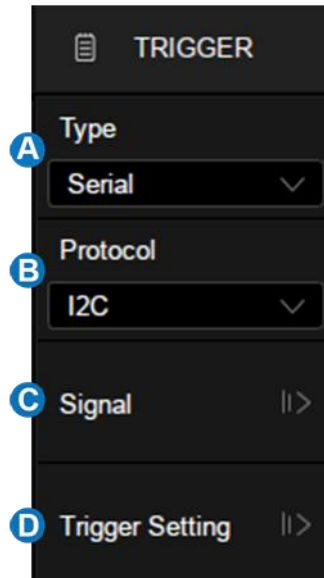 TRIGGER
A
Type
Serial
B
Protocol
I2C
C
Signal
D
Trigger Setting